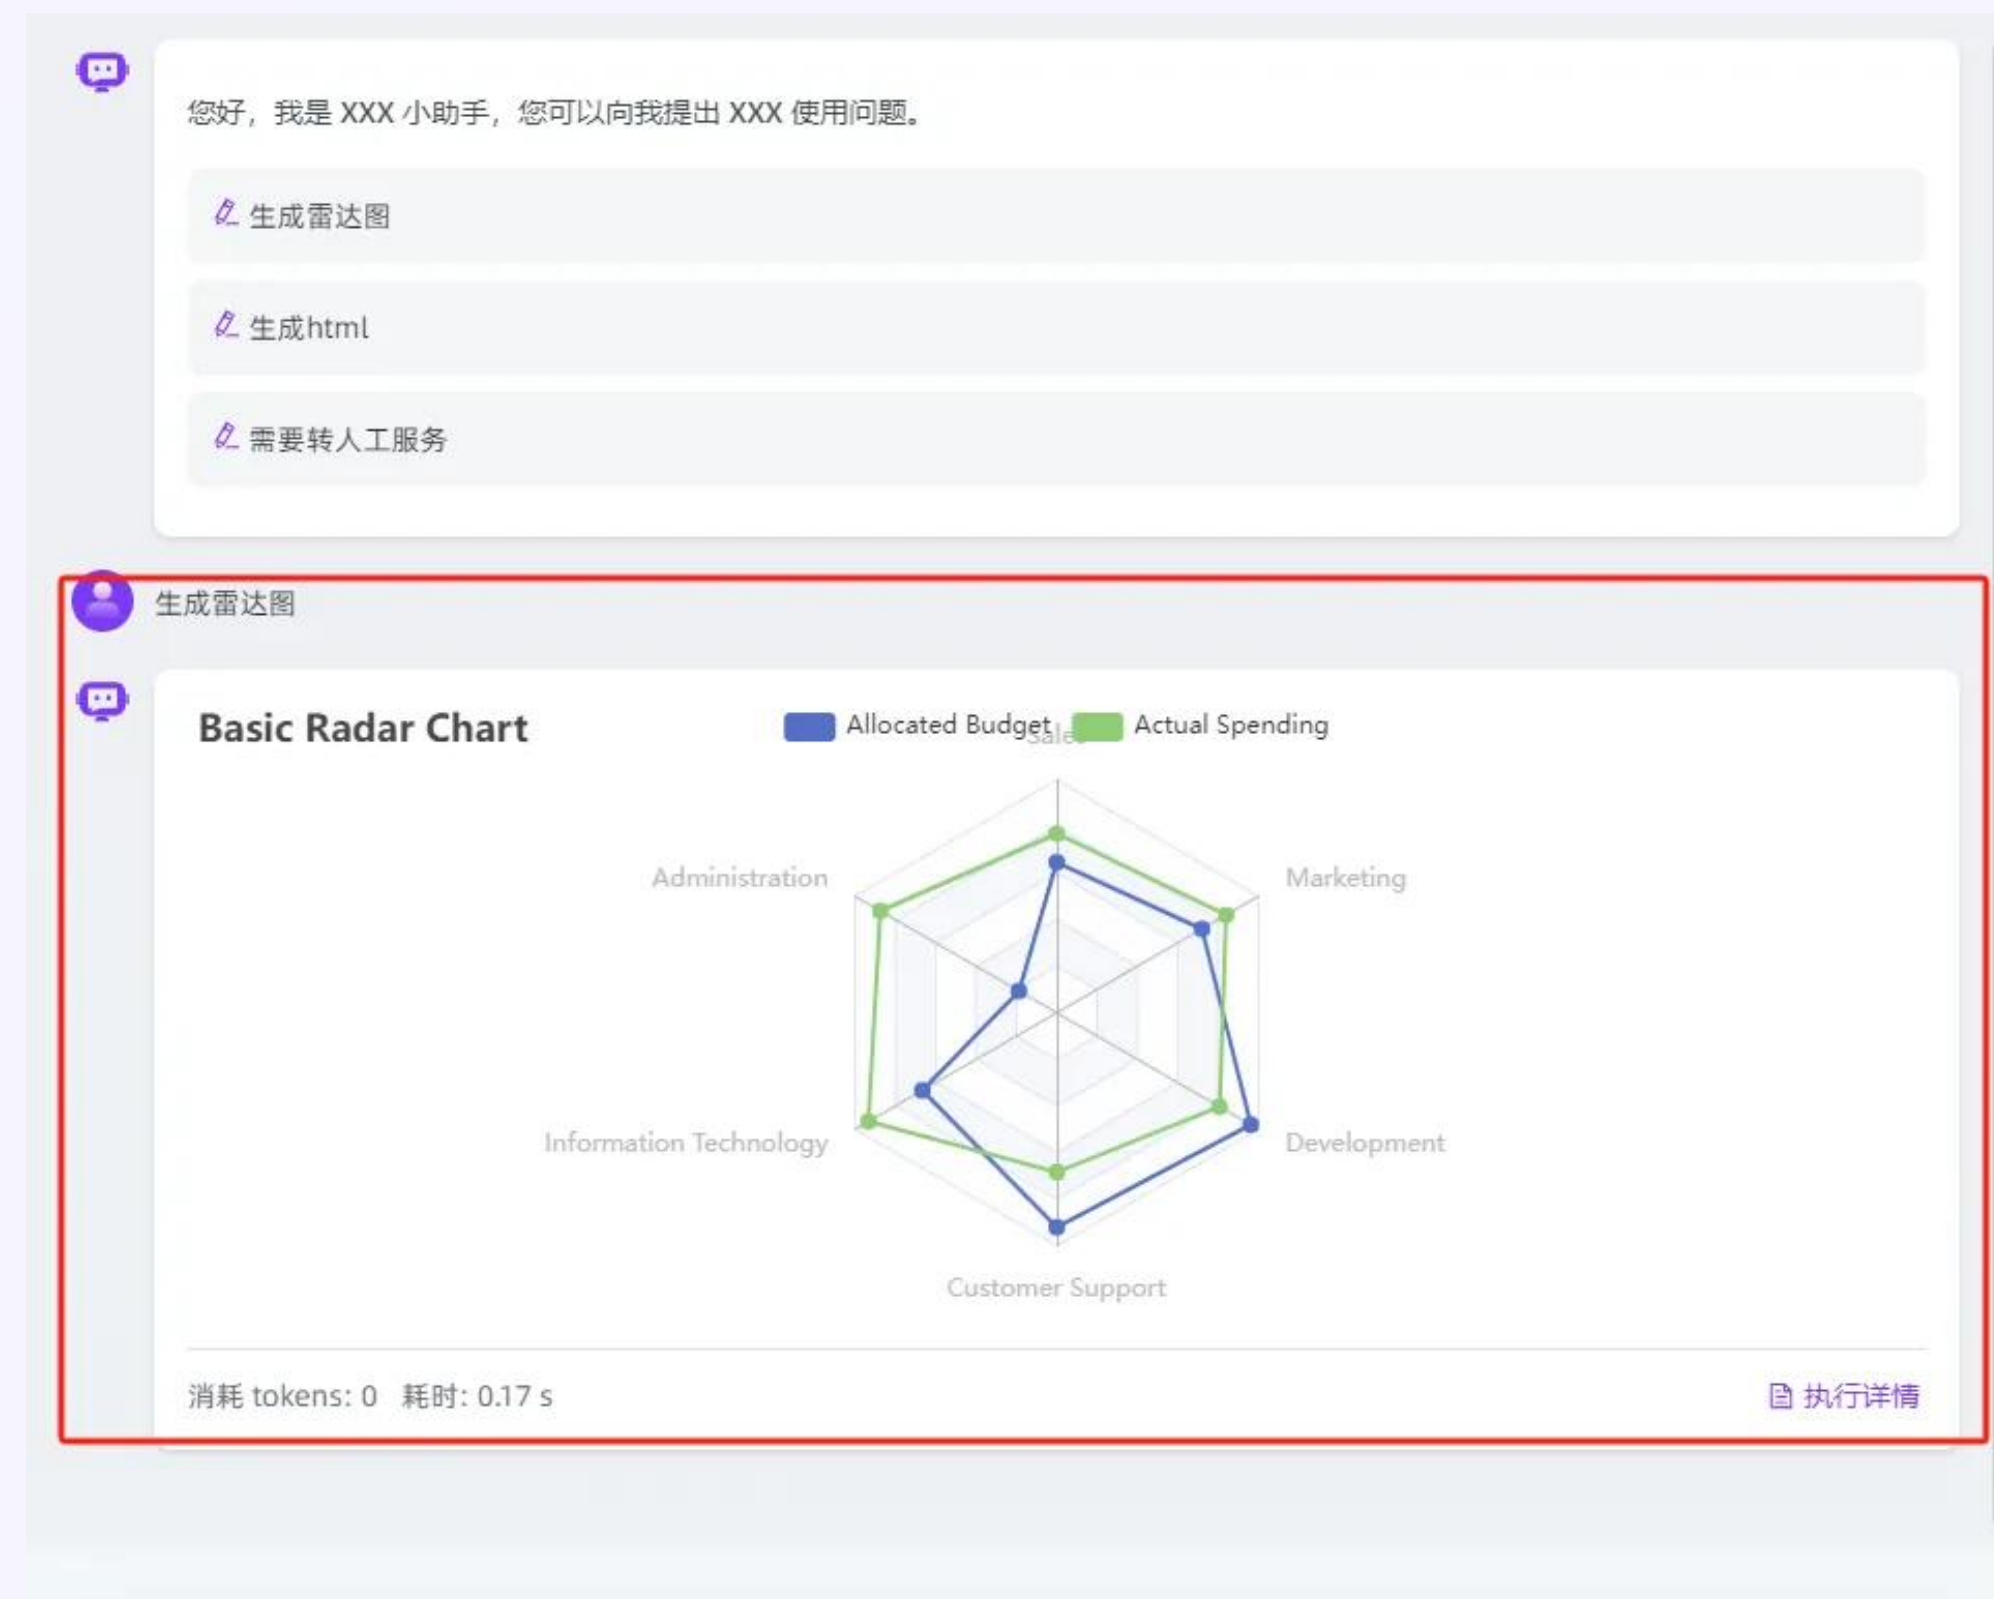 您好，我是 XXX 小助手，您可以向我提出 XXX 使用问题。
生成雷达图
生成html
需要转人工服务
生成雷达图
Basic Radar Chart
Allocated Budget
Actual Spending
Sales
Administration
Marketing
Information Technology
Development
Customer Support
消耗 tokens: 0 耗时: 0.17 s
执行详情